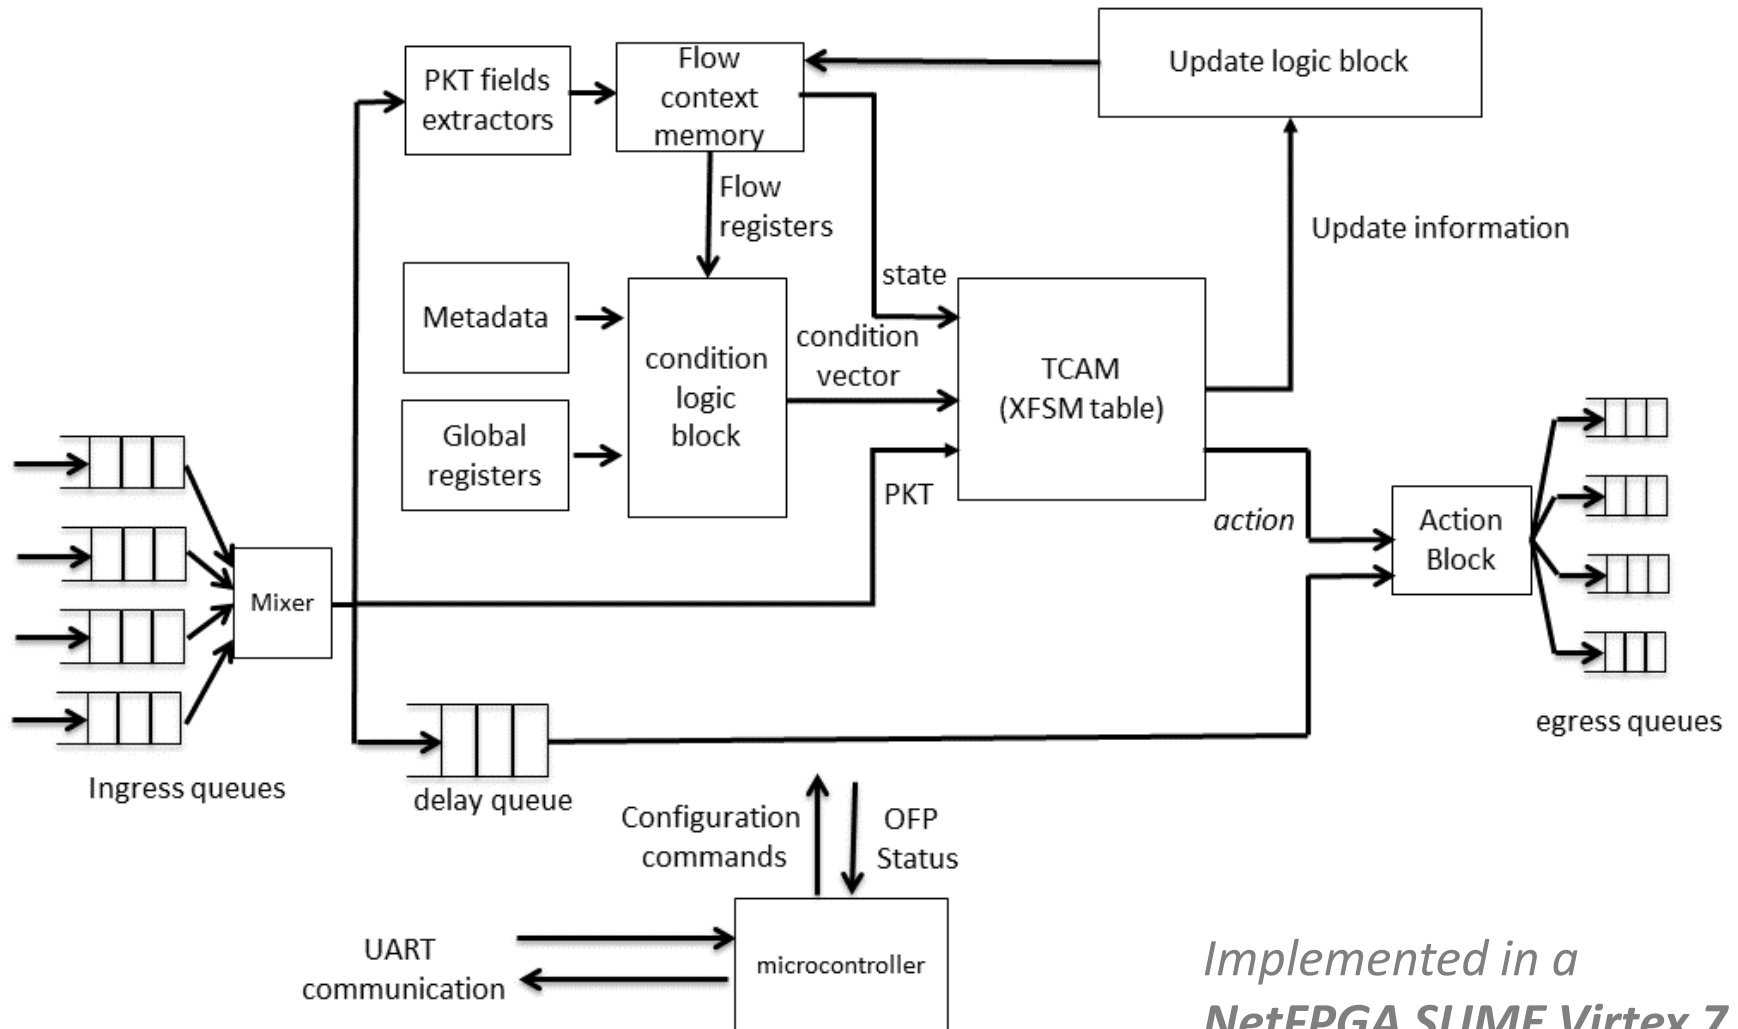 PKT fields
extractors
Flow
context
memory
Update logic block
Flow
registers
Update information
Metadata
state
condition
logic
block
condition
vector
TCAM
(XFSM table)
Global
registers
PKT
action
Action
Block
Mixer
Ingress queues
delay queue
egress queues
Configuration
commands
OFP
Status
UART
communication
microcontroller
Implemented in a
NetFPGA SUME Virtex 7